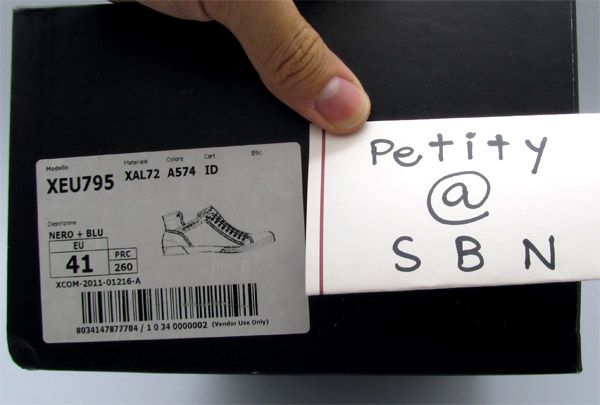 Modello Materiale Colore Cart. Etic.
XEU795 XAL72 A574 ID
Descrizione
NERO + BLU
EU
41
PRC
260
XCOM-2011-01216-A
8034147877784 / 1 0 34 0000002 (Vendor Use Only)
Petity
@
SBN